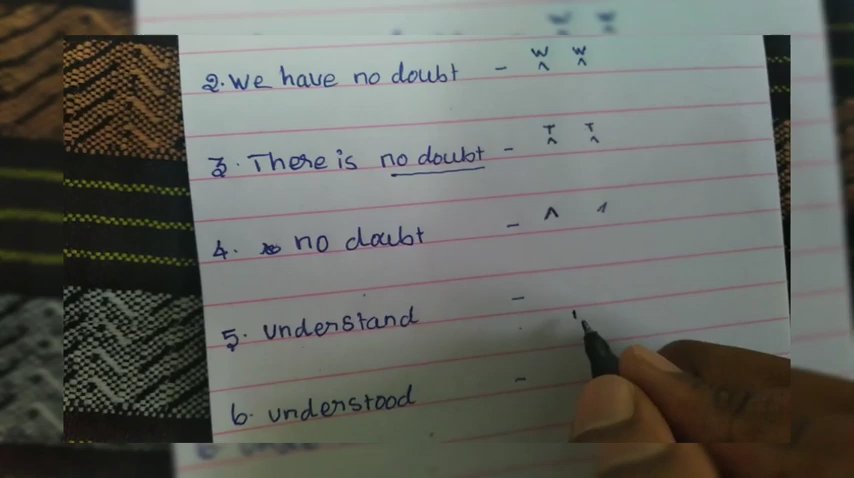 2. We have no doubt - W ^ W ^
3. There is no doubt - T ^ T ^
4. no doubt - ^ ^
5. understand -
6. understood -